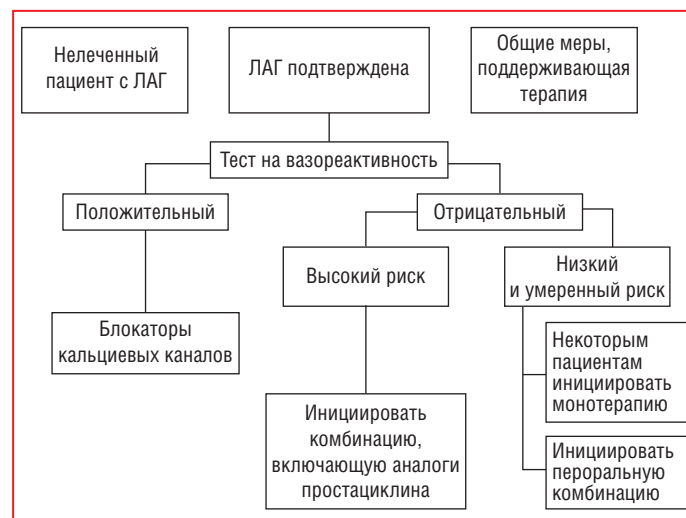 Нелеченный
пациент с ЛАГ
ЛАГ подтверждена
Общие меры,
поддерживающая
терапия
Тест на вазореактивность
Положительный
Отрицательный
Высокий риск
Низкий
и умеренный риск
Блокаторы
кальциевых каналов
Некоторым
пациентам
инициировать
монотерапию
Инициировать
комбинацию,
включающую аналоги
простациклина
Инициировать
пероральную
комбинацию